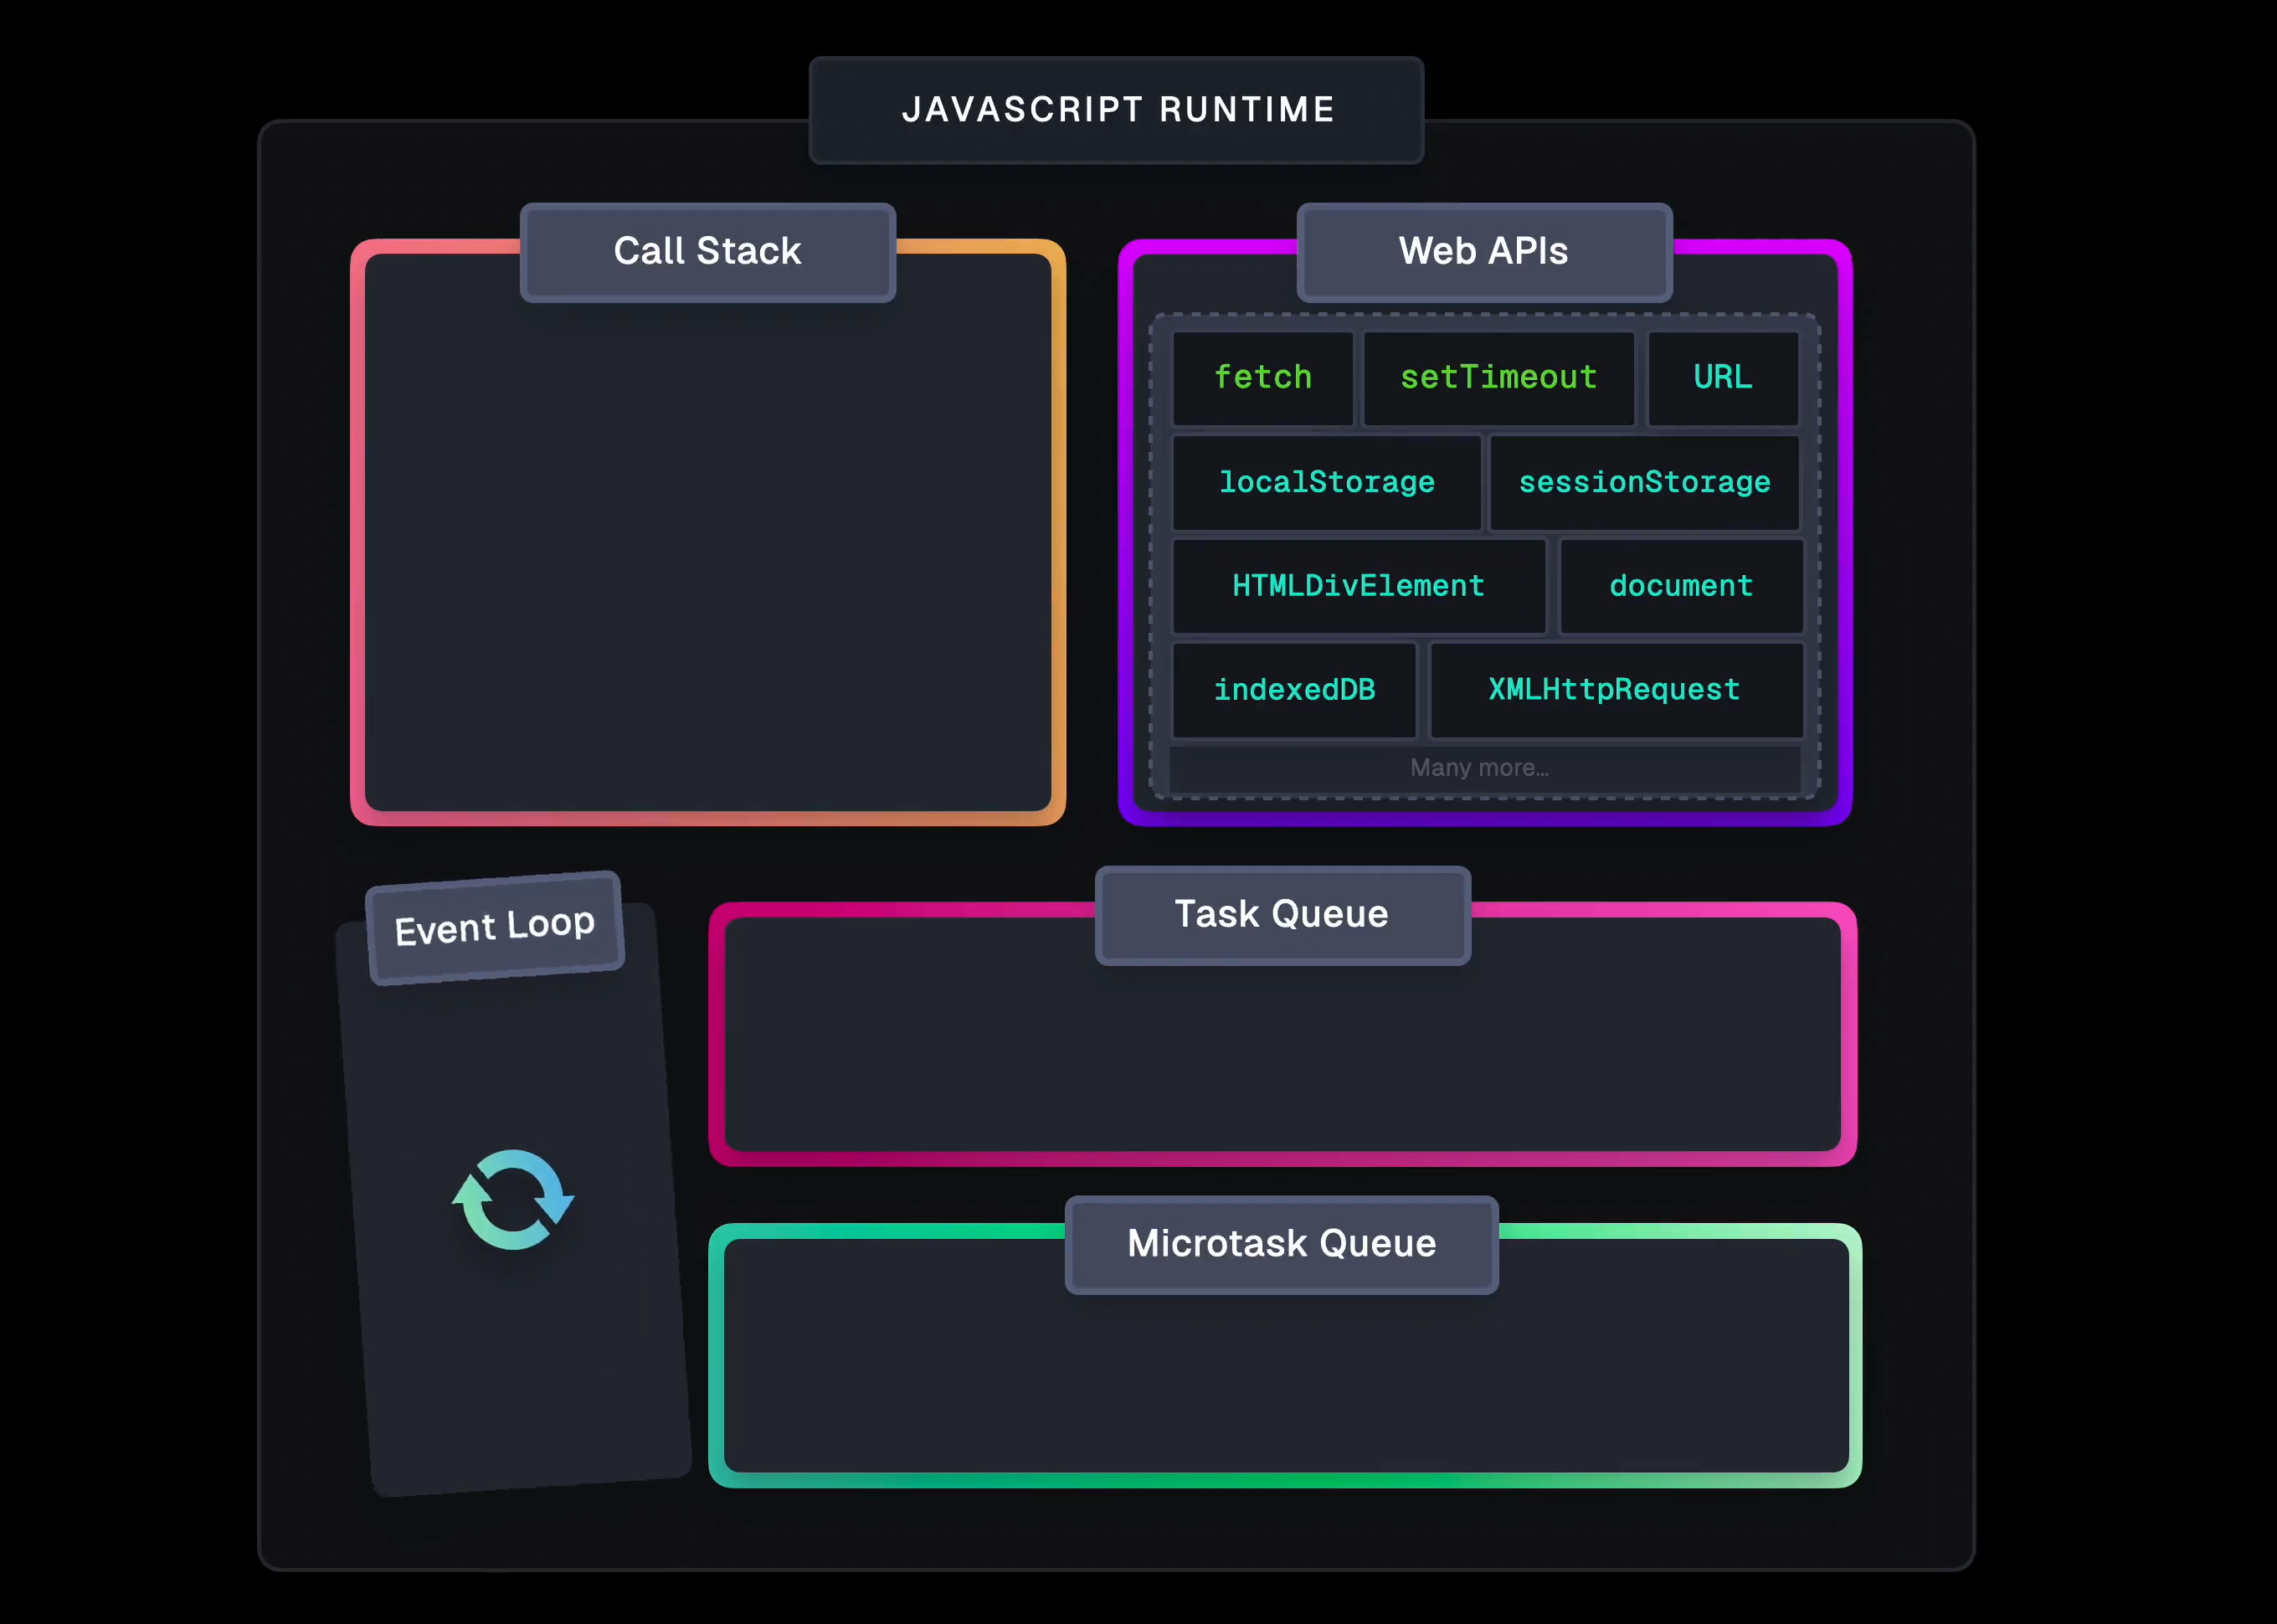 JAVASCRIPT RUNTIME
Call Stack
Web APIs
fetch
setTimeout
URL
localStorage
sessionStorage
HTMLDivElement
document
indexedDB
XMLHttpRequest
Many more...
Event Loop
Task Queue
Microtask Queue